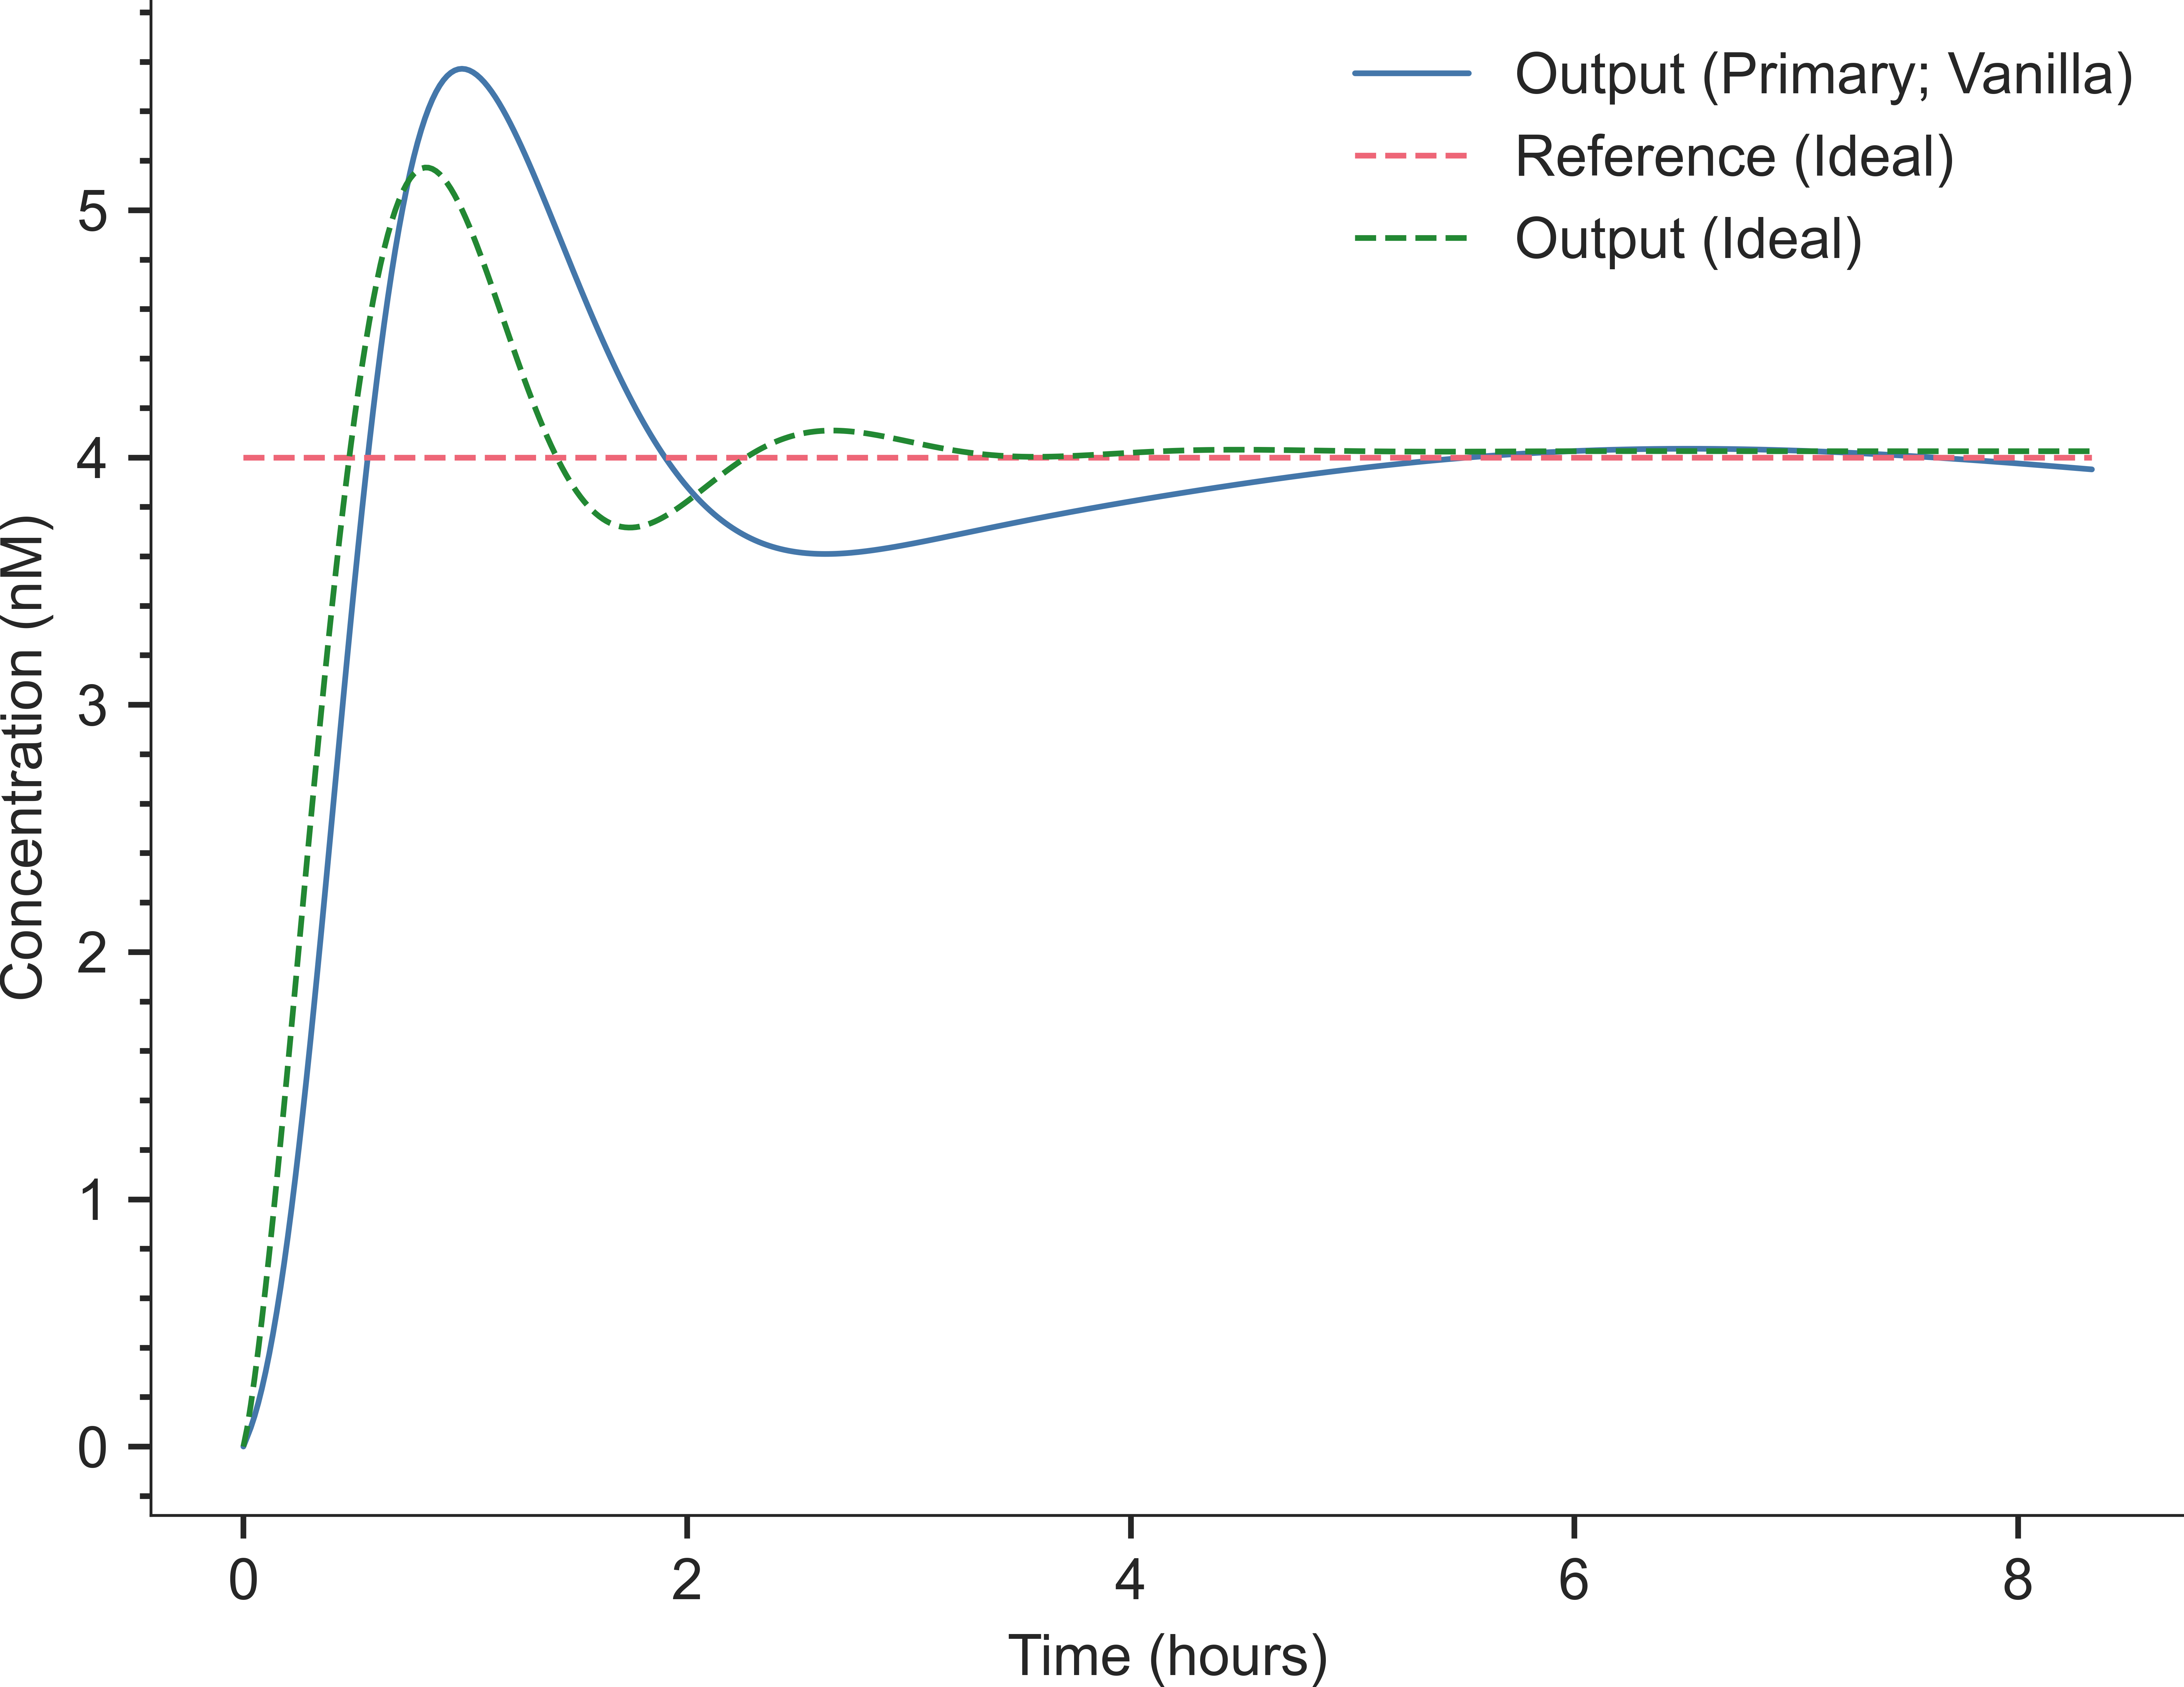 Output (Primary; Vanilla)
Reference (Ideal)
Output (Ideal)
Concentration (nM)
5
4
3
2
1
0
0 2 4 6 8
Time (hours)